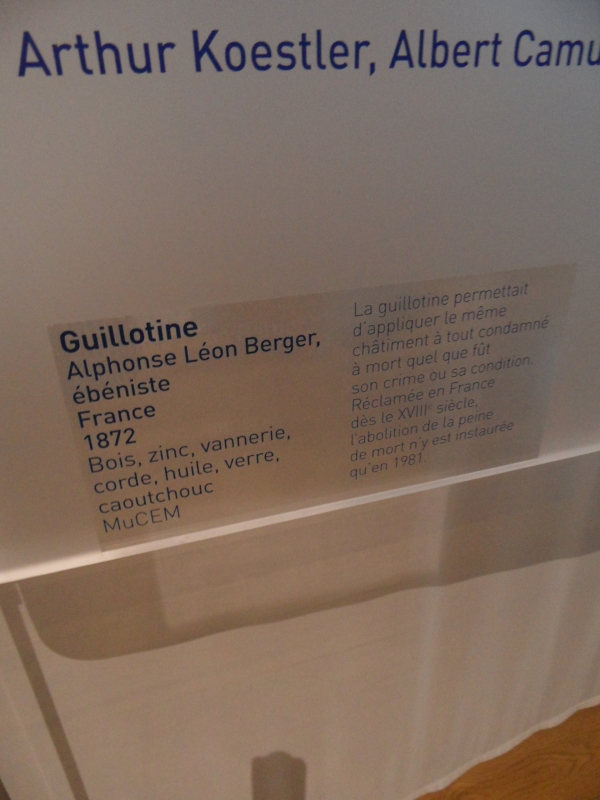 Arthur Koestler, Albert Camu
Guillotine
Alphonse Léon Berger,
ébéniste
France
1872
Bois, zinc, vannerie,
corde, huile, verre,
caoutchouc
MuCEM
La guillotine permettait
d'appliquer le même
châtiment à tout condamné
à mort quel que fût
son crime ou sa condition.
Réclamée en France
dès le XVIIIe siècle,
l'abolition de la peine
de mort n'y est instaurée
qu'en 1981.